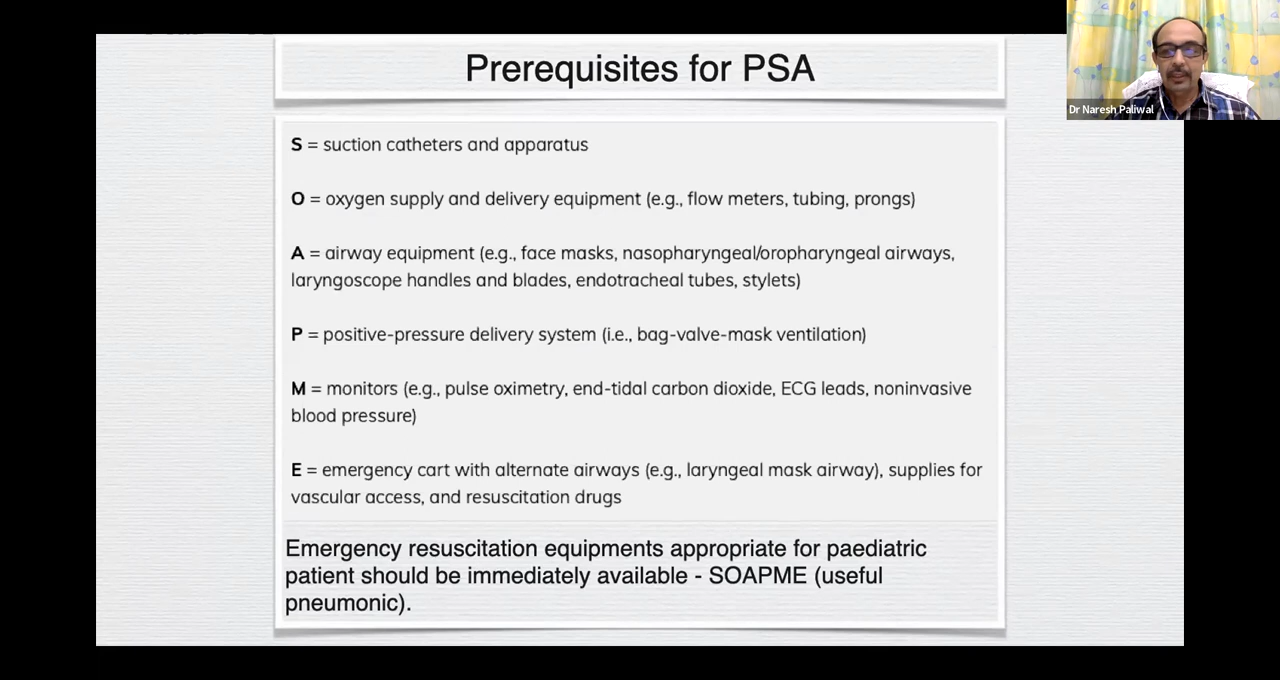 Prerequisites for PSA
Dr Naresh Paliwal
S = suction catheters and apparatus
O = oxygen supply and delivery equipment (e.g., flow meters, tubing, prongs)
A = airway equipment (e.g., face masks, nasopharyngeal/oropharyngeal airways,
laryngoscope handles and blades, endotracheal tubes, stylets)
P = positive-pressure delivery system (i.e., bag-valve-mask ventilation)
M = monitors (e.g., pulse oximetry, end-tidal carbon dioxide, ECG leads, noninvasive
blood pressure)
E = emergency cart with alternate airways (e.g., laryngeal mask airway), supplies for
vascular access, and resuscitation drugs
Emergency resuscitation equipments appropriate for paediatric
patient should be immediately available - SOAPME (useful
pneumonic).